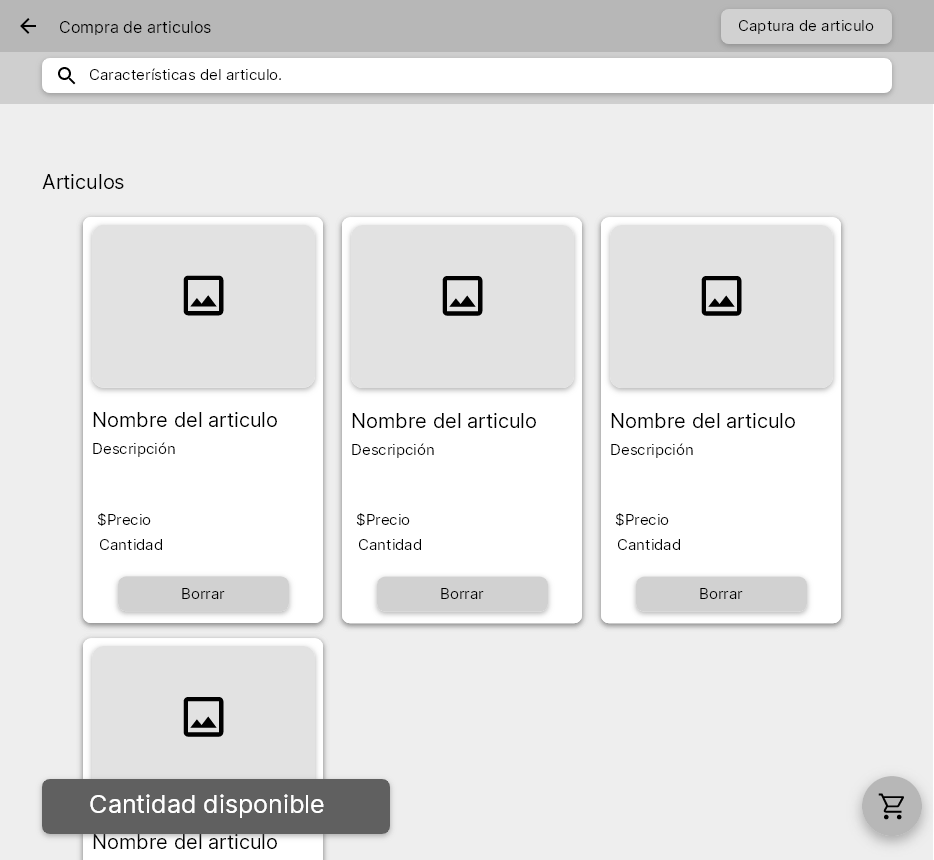 Compra de articulos
Captura de articulo
Características del articulo.
Articulos
Nombre del articulo
Descripción
$Precio
Cantidad
Borrar
Nombre del articulo
Descripción
$Precio
Cantidad
Borrar
Nombre del articulo
Descripción
$Precio
Cantidad
Borrar
Cantidad disponible
Nombre del articulo